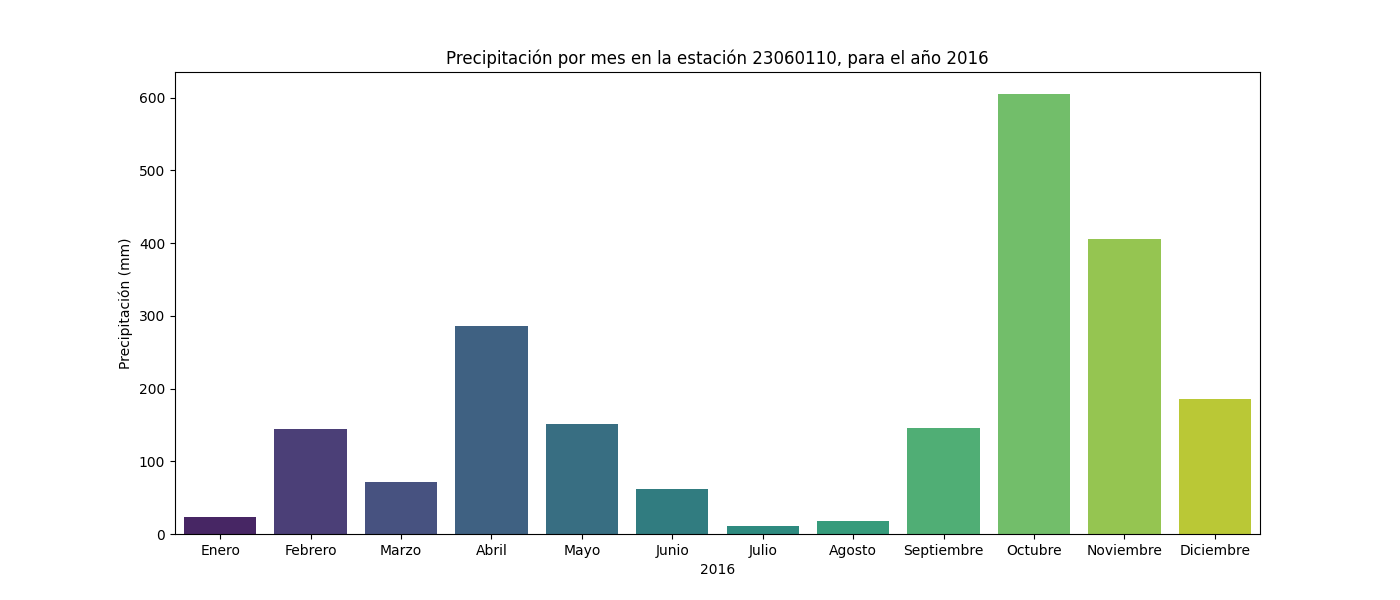 Precipitación por mes en la estación 23060110, para el año 2016
Precipitación (mm)
600
500
400
300
200
100
0
Enero Febrero Marzo Abril Mayo Junio Julio Agosto Septiembre Octubre Noviembre Diciembre
2016